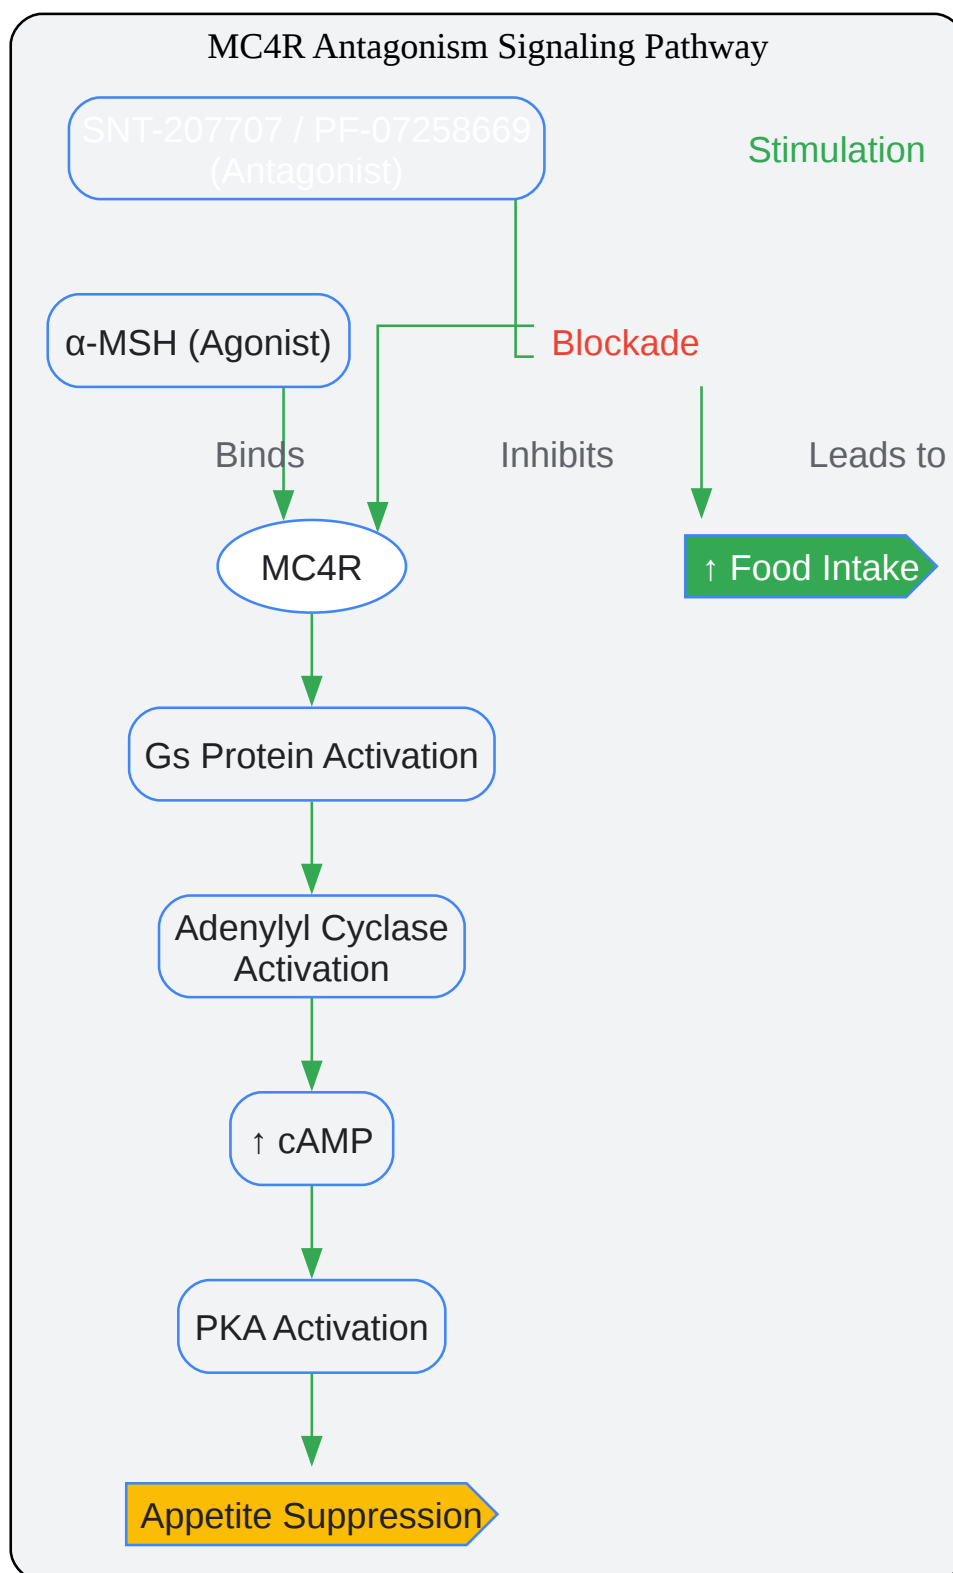 MC4R Antagonism Signaling Pathway
SNT-207707 / PF-07258669
(Antagonist)
Stimulation
α-MSH (Agonist)
Blockade
Binds
Inhibits
Leads to
MC4R
↑ Food Intake
Gs Protein Activation
Adenylyl Cyclase
Activation
↑ cAMP
PKA Activation
Appetite Suppression